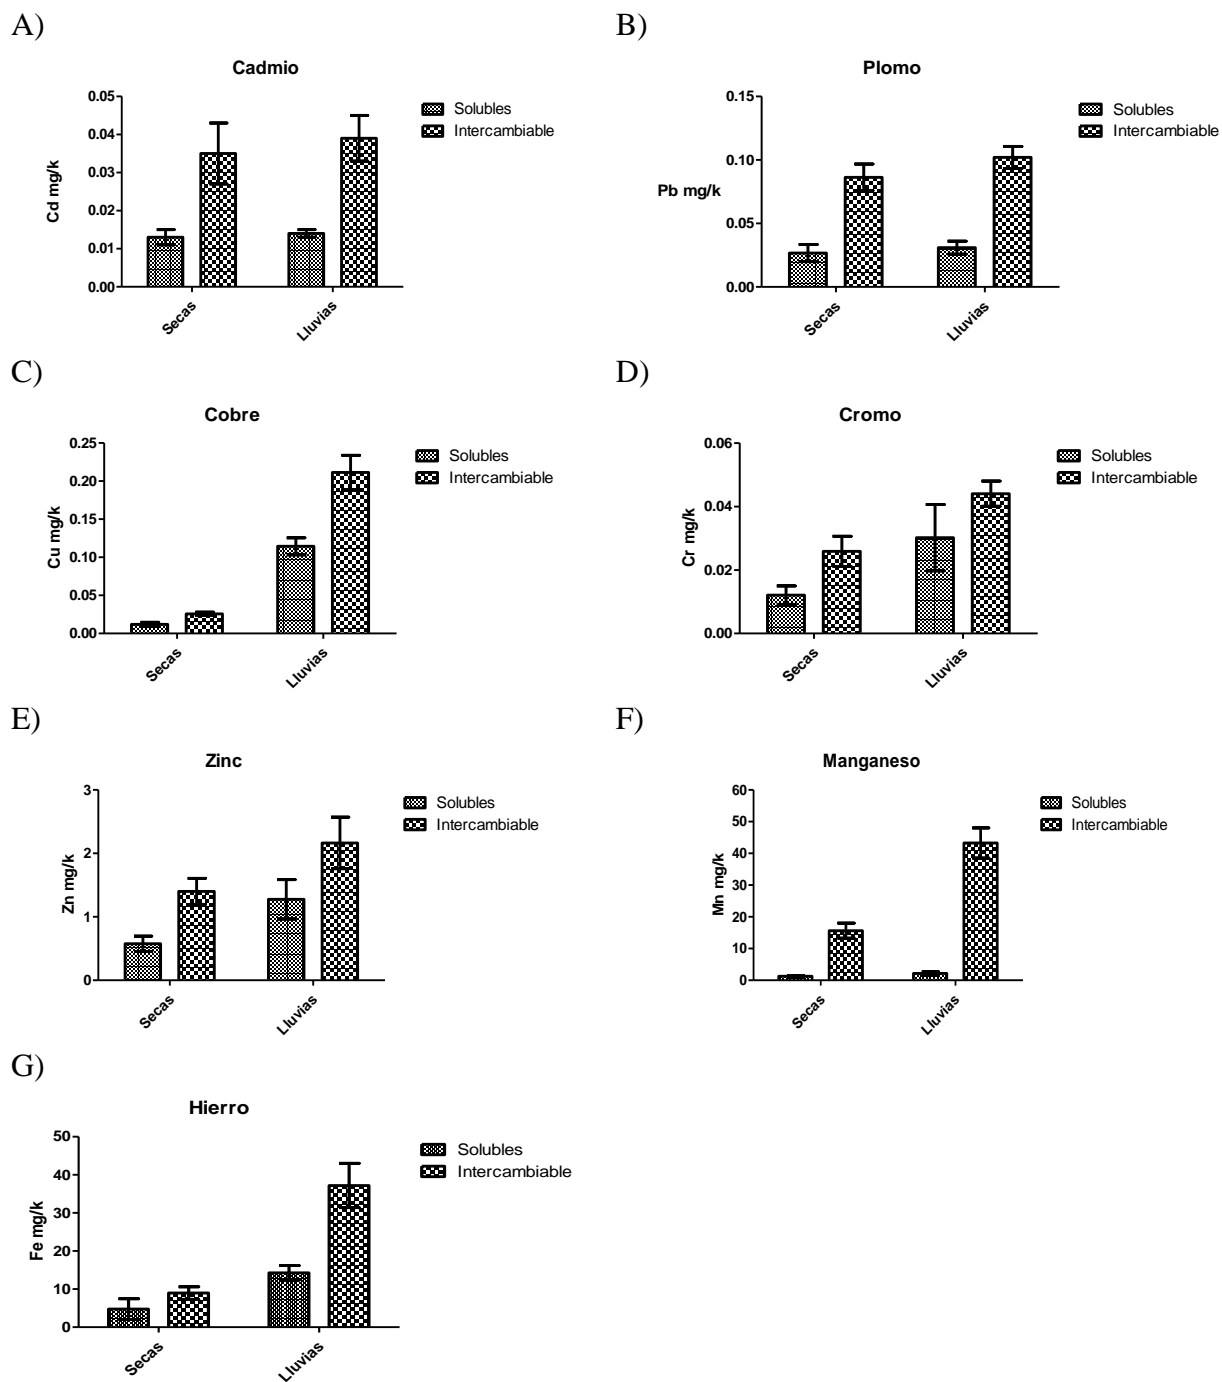 A)
Cadmio
0.05
0.04
0.03
0.02
0.01
0.00
Cd mg/k
Secas
Lluvias
Solubles
Intercambiable
B)
Plomo
0.15
0.10
0.05
0.00
Pb mg/k
Secas
Lluvias
Solubles
Intercambiable
C)
Cobre
0.25
0.20
0.15
0.10
0.05
0.00
Cu mg/k
Secas
Lluvias
Solubles
Intercambiable
D)
Cromo
0.06
0.04
0.02
0.00
Cr mg/k
Secas
Lluvias
Solubles
Intercambiable
E)
Zinc
3
2
1
0
Zn mg/k
Secas
Lluvias
Solubles
Intercambiable
F)
Manganeso
60
50
40
30
20
10
0
Mn mg/k
Secas
Lluvias
Solubles
Intercambiable
G)
Hierro
50
40
30
20
10
0
Fe mg/k
Secas
Lluvias
Solubles
Intercambiable